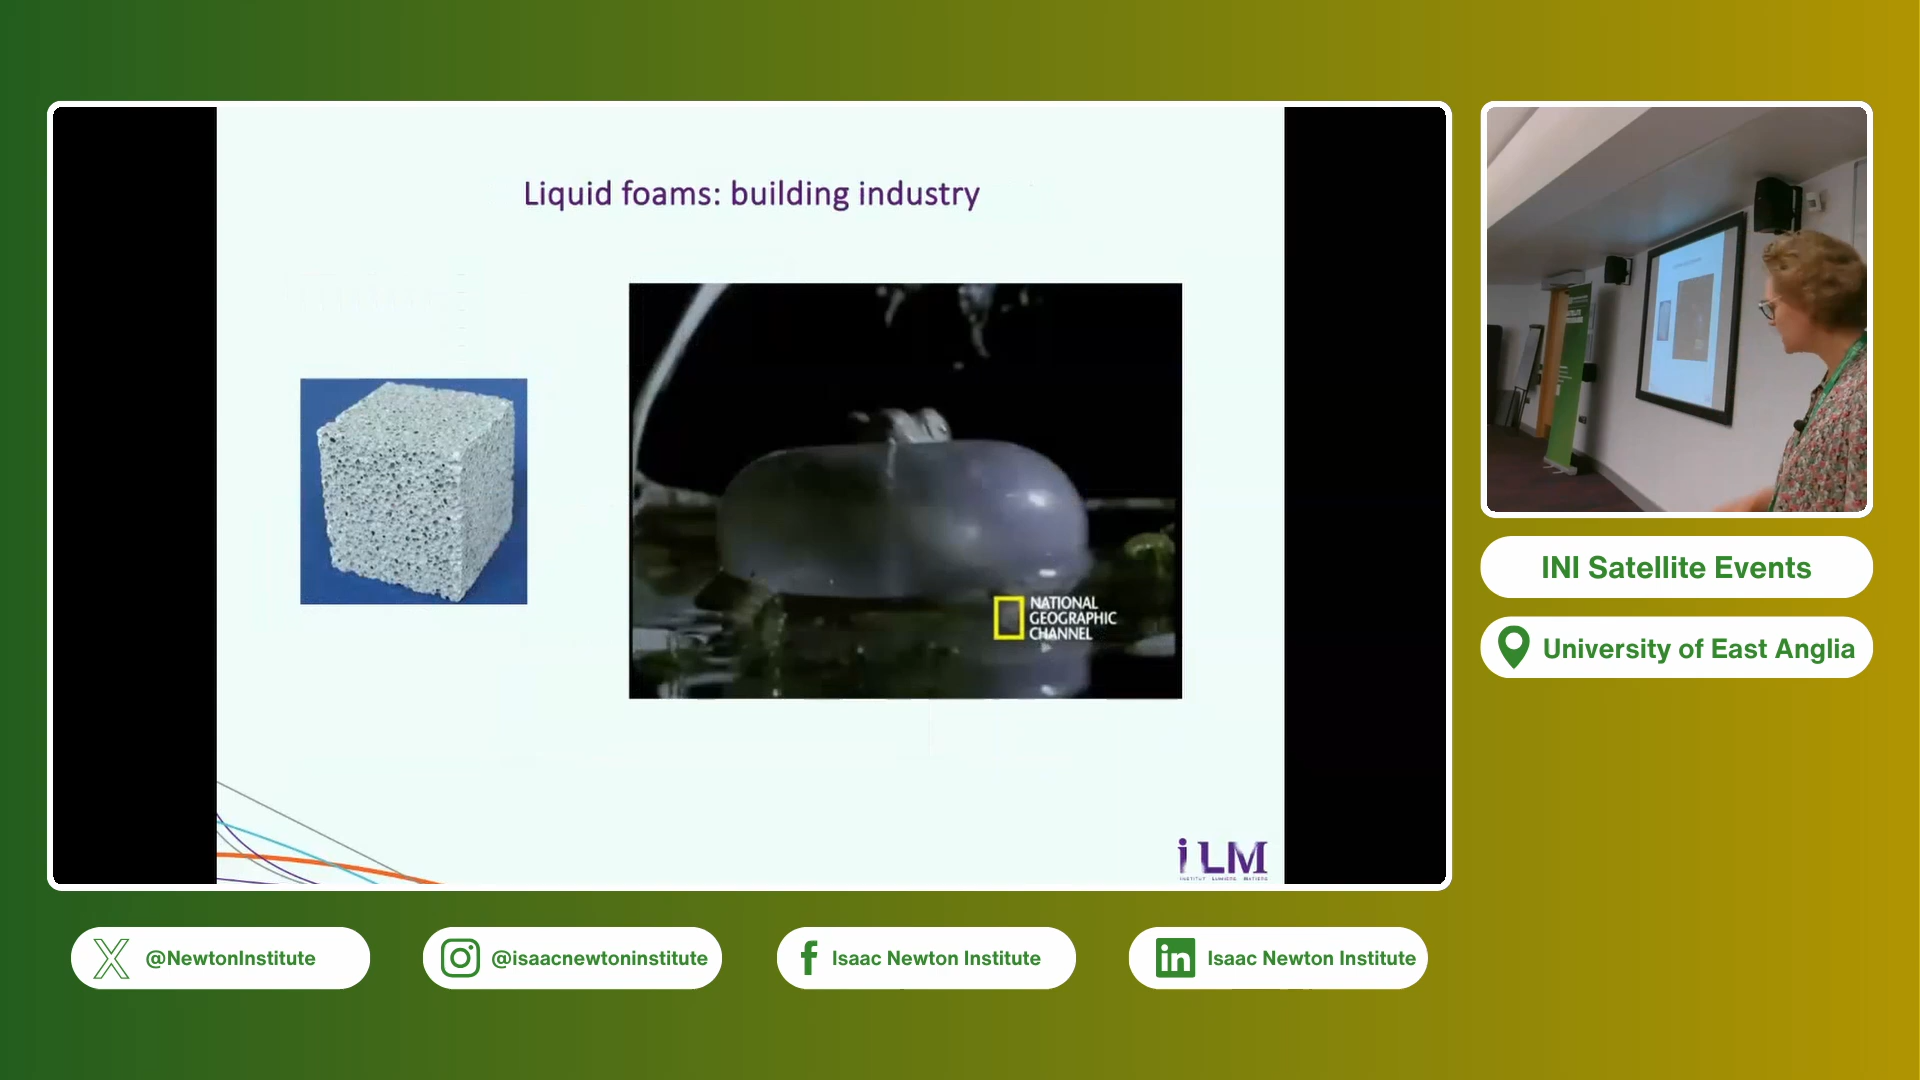 Liquid foams: building industry
NATIONAL
GEOGRAPHIC
CHANNEL
iLM
INI Satellite Events
University of East Anglia
@NewtonInstitute
@isaacnewtoninstitute
Isaac Newton Institute
Isaac Newton Institute